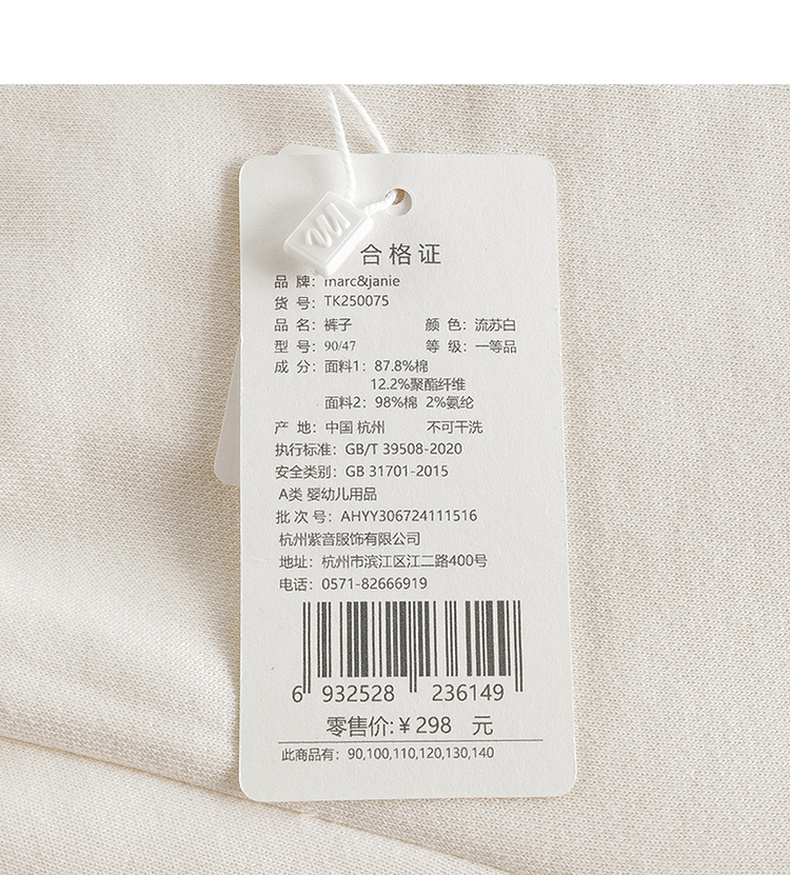 合格证
品 牌：marc&janie
货 号：TK250075
品 名：裤子 颜 色：流苏白
型 号：90/47 等 级：一等品
成 分：面料1：87.8%棉
12.2%聚酯纤维
面料2：98%棉 2%氨纶
产 地：中国 杭州 不可干洗
执行标准：GB/T 39508-2020
安全类别：GB 31701-2015
A类 婴幼儿用品
批 次 号：AHYY306724111516
杭州紫音服饰有限公司
地址：杭州市滨江区江二路400号
电话：0571-82666919
6 932528 236149
零售价:￥298 元
此商品有：90,100,110,120,130,140